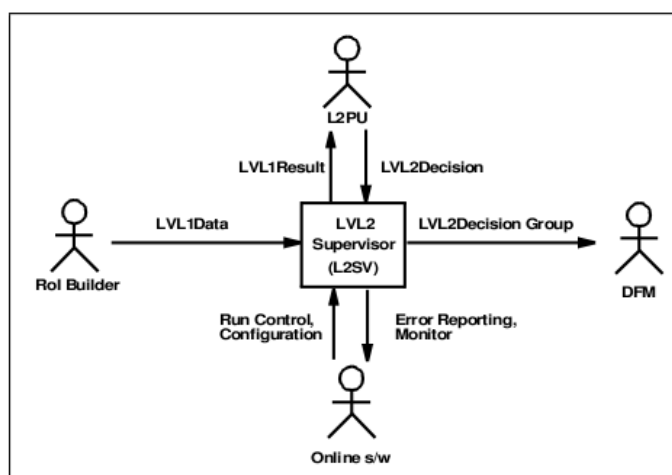 L2PU
LVL1Result
LVL2Decision
LVL1Data
LVL2
Supervisor
(L2SV)
LVL2Decision Group
RoI Builder
DFM
Run Control,
Configuration
Error Reporting,
Monitor
Online s/w